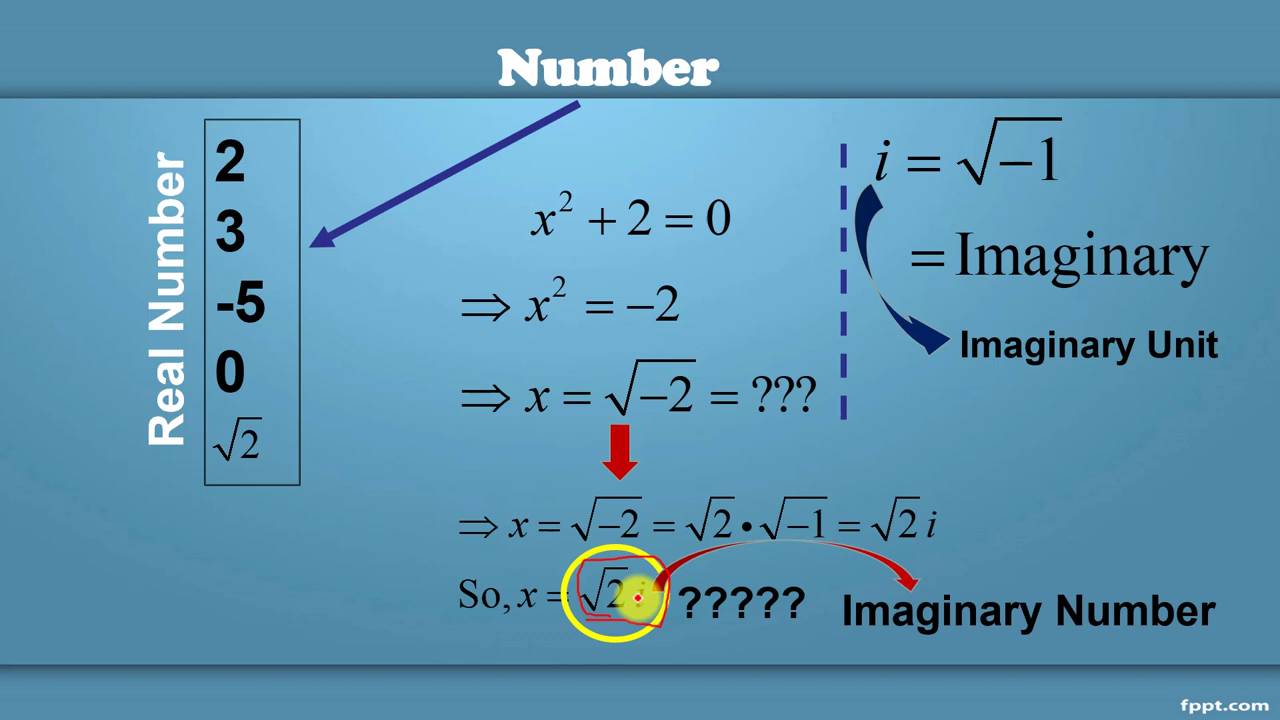 Number
Real Number
2
3
-5
0
√2
x² + 2 = 0
⇒ x² = −2
⇒ x = √−2 = ???
⇒ x = √−2 = √2 • √−1 = √2 i
So, x = √2 i ?????
i = √−1
= Imaginary
Imaginary Unit
Imaginary Number
fppt.com